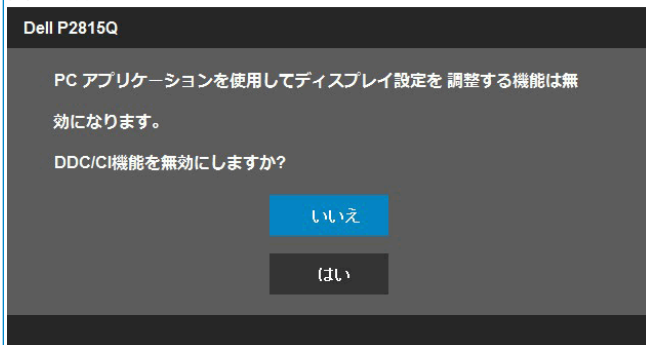 Dell P2815Q
PC アプリケーションを使用してディスプレイ設定を 調整する機能は無
効になります。
DDC/CI機能を無効にしますか?
いいえ
はい